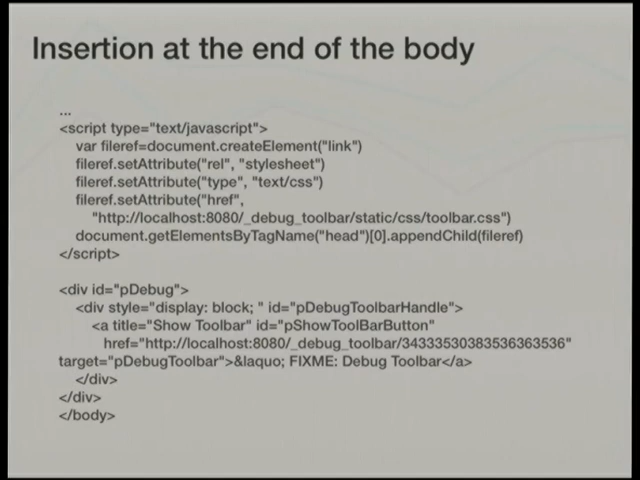 Insertion at the end of the body
...
<script type="text/javascript">
var fileref=document.createElement("link")
fileref.setAttribute("rel", "stylesheet")
fileref.setAttribute("type", "text/css")
fileref.setAttribute("href",
"http://localhost:8080/_debug_toolbar/static/css/toolbar.css")
document.getElementsByTagName("head")[0].appendChild(fileref)
</script>
<div id="pDebug">
<div style="display: block; " id="pDebugToolbarHandle">
<a title="Show Toolbar" id="pShowToolBarButton"
href="http://localhost:8080/_debug_toolbar/34333530383536363536"
target="pDebugToolbar">&laquo; FIXME: Debug Toolbar</a>
</div>
</div>
</body>